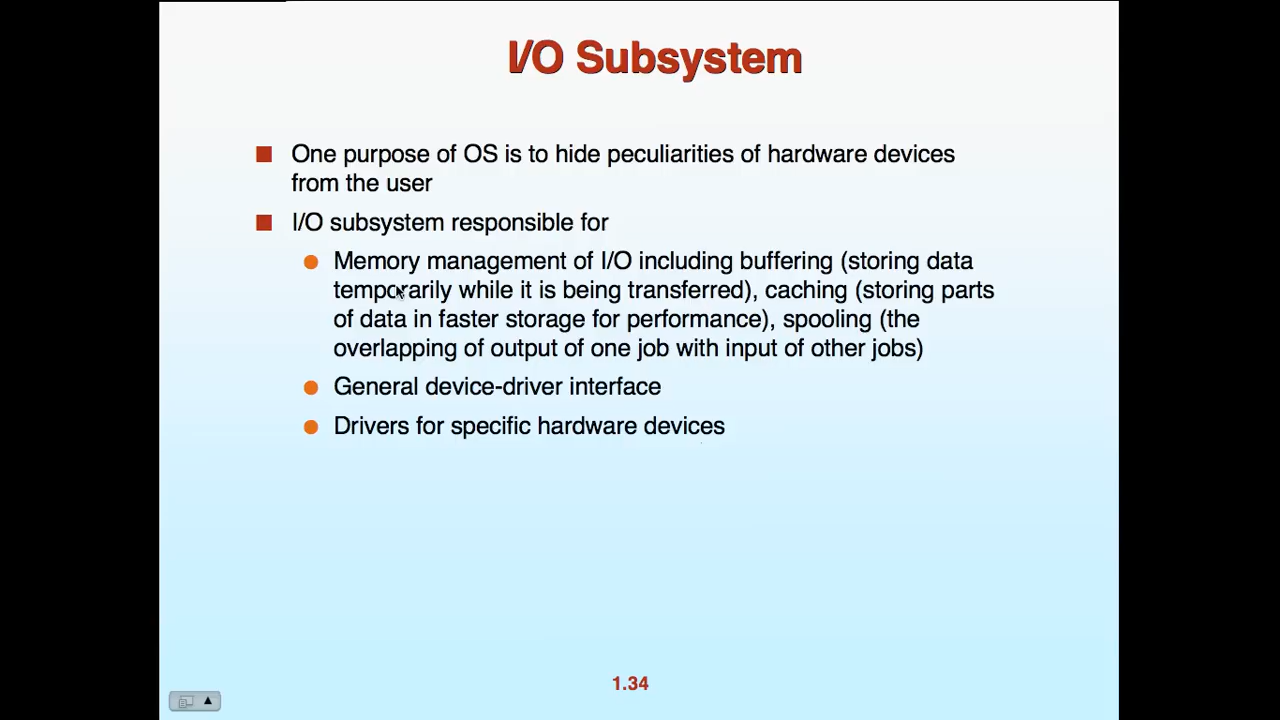 I/O Subsystem
One purpose of OS is to hide peculiarities of hardware devices
from the user
I/O subsystem responsible for
Memory management of I/O including buffering (storing data
temporarily while it is being transferred), caching (storing parts
of data in faster storage for performance), spooling (the
overlapping of output of one job with input of other jobs)
General device-driver interface
Drivers for specific hardware devices
1.34